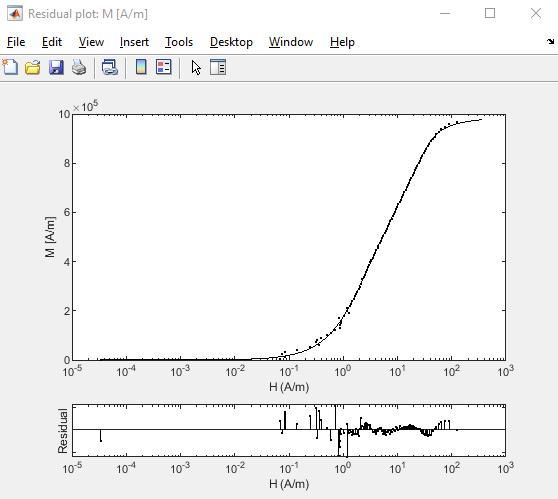 Residual plot: M [A/m]
File Edit View Insert Tools Desktop Window Help
×10⁵
10
8
6
4
2
0
M [A/m]
10⁻⁵ 10⁻⁴ 10⁻³ 10⁻² 10⁻¹ 10⁰ 10¹ 10² 10³
H (A/m)
Residual
10⁻⁵ 10⁻⁴ 10⁻³ 10⁻² 10⁻¹ 10⁰ 10¹ 10² 10³
H (A/m)